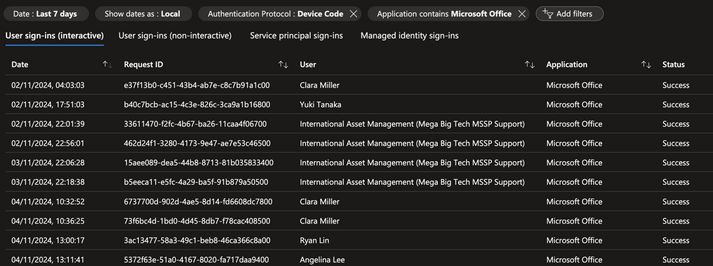 Date : Last 7 days Show dates as : Local Authentication Protocol : Device Code Application contains Microsoft Office Add filters
User sign-ins (interactive) User sign-ins (non-interactive) Service principal sign-ins Managed identity sign-ins
Date Request ID User Application Status
02/11/2024, 04:03:03 e37f13b0-c451-43b4-ab7e-c8c7b91a1c00 Clara Miller Microsoft Office Success
02/11/2024, 17:51:03 b40c7bcb-ac15-4c3e-826c-3ca9a1b16800 Yuki Tanaka Microsoft Office Success
02/11/2024, 22:01:39 33611470-f2fc-4b67-ba26-11caa4f06700 International Asset Management (Mega Big Tech MSSP Support) Microsoft Office Success
02/11/2024, 22:56:01 462d24f1-3280-4173-9e47-ae7e53c46500 International Asset Management (Mega Big Tech MSSP Support) Microsoft Office Success
03/11/2024, 22:06:28 15aee089-dea5-44b8-8713-81b035833400 International Asset Management (Mega Big Tech MSSP Support) Microsoft Office Success
03/11/2024, 22:18:38 b5eeca11-e5fc-4a29-ba5f-91b879a50500 International Asset Management (Mega Big Tech MSSP Support) Microsoft Office Success
04/11/2024, 10:32:52 6737700d-902d-4ae5-8d14-fd6608dc7800 Clara Miller Microsoft Office Success
04/11/2024, 10:36:25 73f6bc4d-1bd0-4d45-8db7-f78cac408500 Clara Miller Microsoft Office Success
04/11/2024, 13:00:17 3ac13477-58a3-49c1-beb8-46ca366c8a00 Ryan Lin Microsoft Office Success
04/11/2024, 13:11:41 5372f63e-51a0-4167-8020-fa717daa9400 Angelina Lee Microsoft Office Success